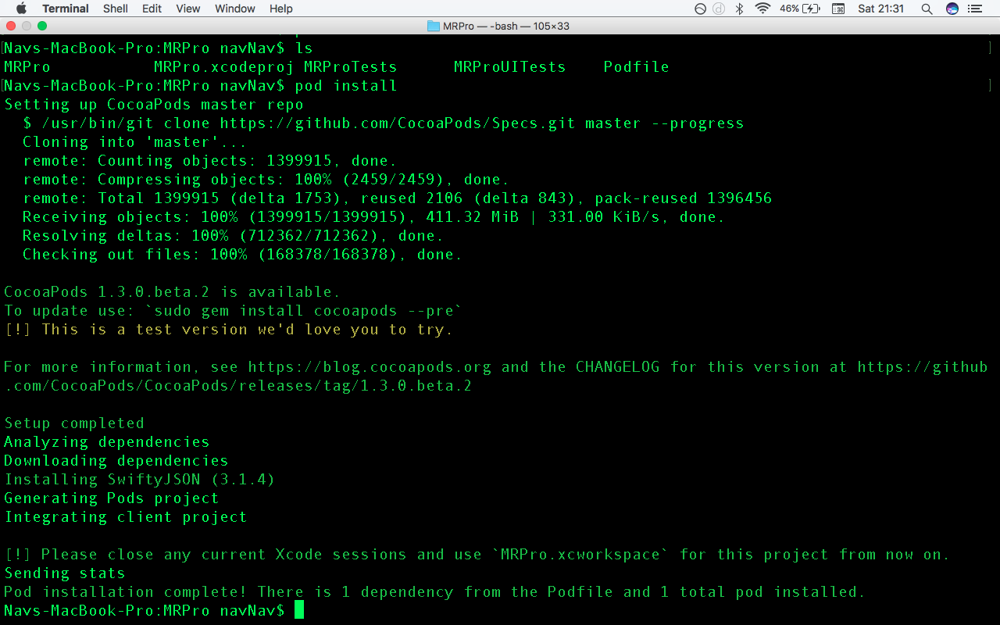 Terminal Shell Edit View Window Help 46% Sat 21:31
MRPro — -bash — 105×33
[Navs-MacBook-Pro:MRPro navNav$ ls ]
MRPro MRPro.xcodeproj MRProTests MRProUITests Podfile
[Navs-MacBook-Pro:MRPro navNav$ pod install ]
Setting up CocoaPods master repo
$ /usr/bin/git clone https://github.com/CocoaPods/Specs.git master --progress
Cloning into 'master'...
remote: Counting objects: 1399915, done.
remote: Compressing objects: 100% (2459/2459), done.
remote: Total 1399915 (delta 1753), reused 2106 (delta 843), pack-reused 1396456
Receiving objects: 100% (1399915/1399915), 411.32 MiB | 331.00 KiB/s, done.
Resolving deltas: 100% (712362/712362), done.
Checking out files: 100% (168378/168378), done.
CocoaPods 1.3.0.beta.2 is available.
To update use: `sudo gem install cocoapods --pre`
[!] This is a test version we'd love you to try.
For more information, see https://blog.cocoapods.org and the CHANGELOG for this version at https://github
.com/CocoaPods/CocoaPods/releases/tag/1.3.0.beta.2
Setup completed
Analyzing dependencies
Downloading dependencies
Installing SwiftyJSON (3.1.4)
Generating Pods project
Integrating client project
[!] Please close any current Xcode sessions and use `MRPro.xcworkspace` for this project from now on.
Sending stats
Pod installation complete! There is 1 dependency from the Podfile and 1 total pod installed.
Navs-MacBook-Pro:MRPro navNav$